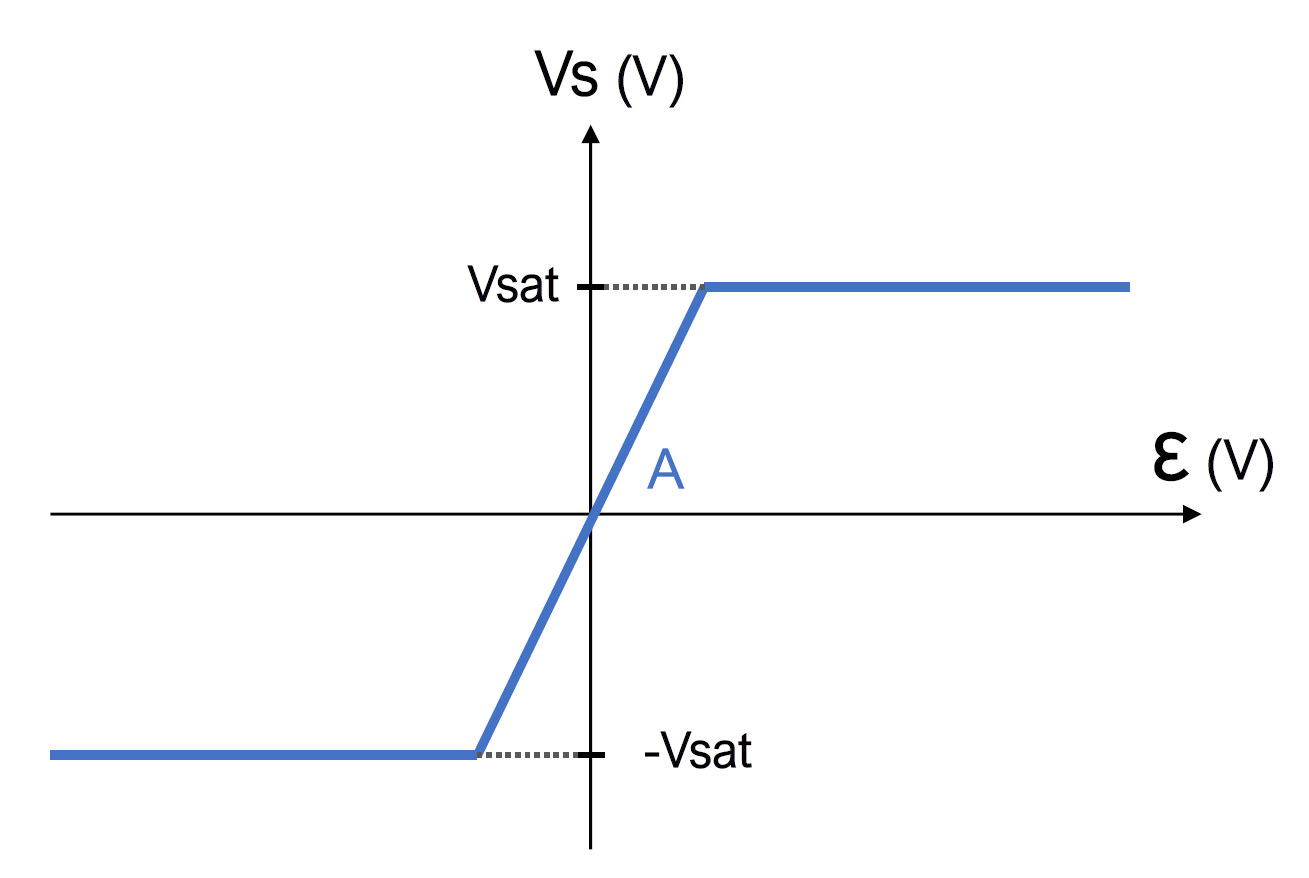 Vs (V)
Vsat
ε (V)
A
-Vsat